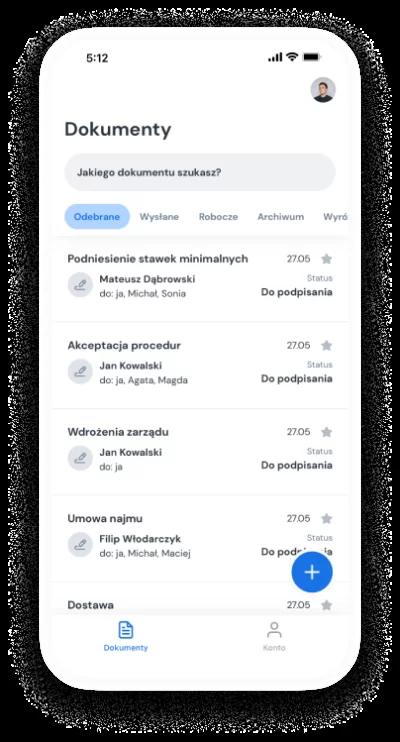 5:12
Dokumenty
Jakiego dokumentu szukasz?
Odebrane Wysłane Robocze Archiwum Wyró
Podniesienie stawek minimalnych 27.05
Mateusz Dąbrowski Status
do: ja, Michał, Sonia Do podpisania
Akceptacja procedur 27.05
Jan Kowalski Status
do: ja, Agata, Magda Do podpisania
Wdrożenia zarządu 27.05
Jan Kowalski Status
do: ja Do podpisania
Umowa najmu 27.05
Filip Włodarczyk Status
do: ja, Michał, Maciej Do podpisania
Dostawa 27.05
Dokumenty Konto